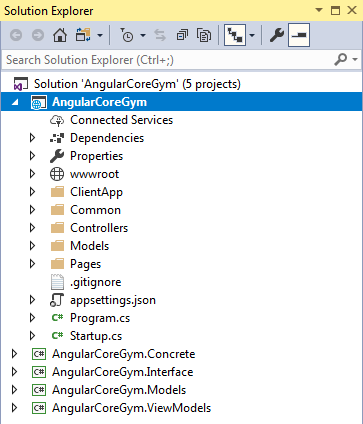 Solution Explorer
Search Solution Explorer (Ctrl+;)
Solution 'AngularCoreGym' (5 projects)
AngularCoreGym
Connected Services
Dependencies
Properties
wwwroot
ClientApp
Common
Controllers
Models
Pages
.gitignore
appsettings.json
C# Program.cs
C# Startup.cs
C# AngularCoreGym.Concrete
C# AngularCoreGym.Interface
C# AngularCoreGym.Models
C# AngularCoreGym.ViewModels